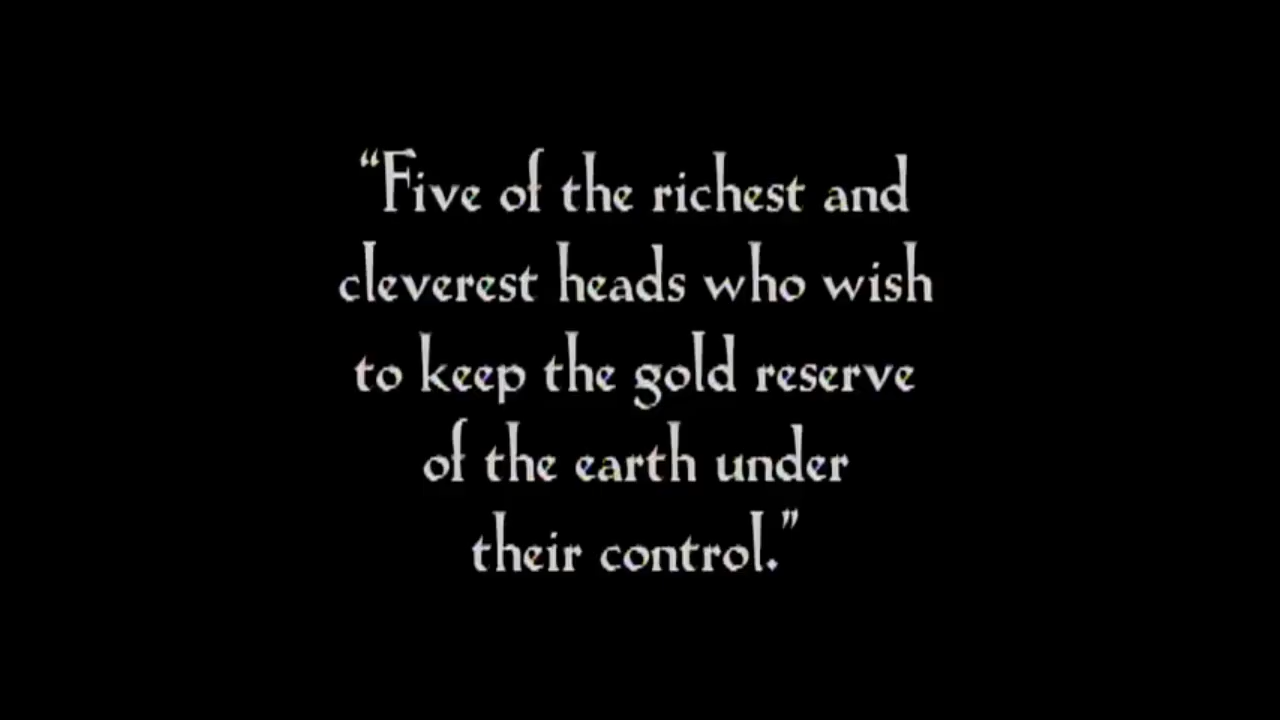 “Five of the richest and
cleverest heads who wish
to keep the gold reserve
of the earth under
their control.”